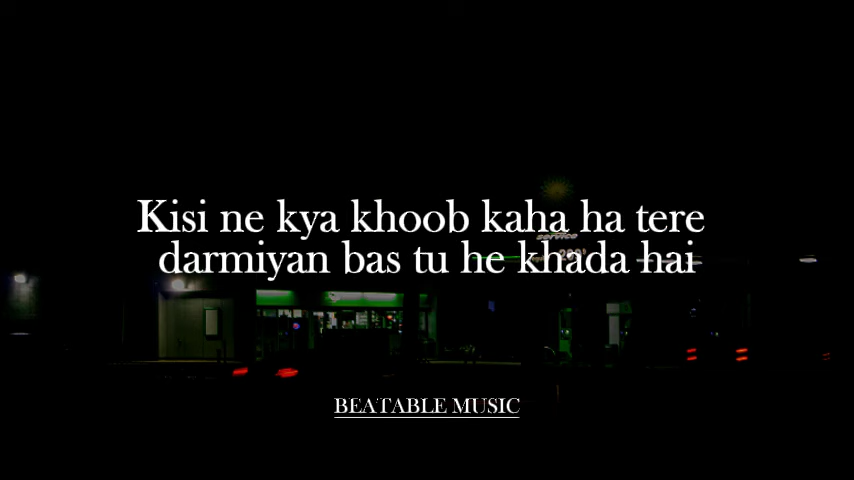 Kisi ne kya khoob kaha ha tere
darmiyan bas tu he khada hai
BEATABLE MUSIC